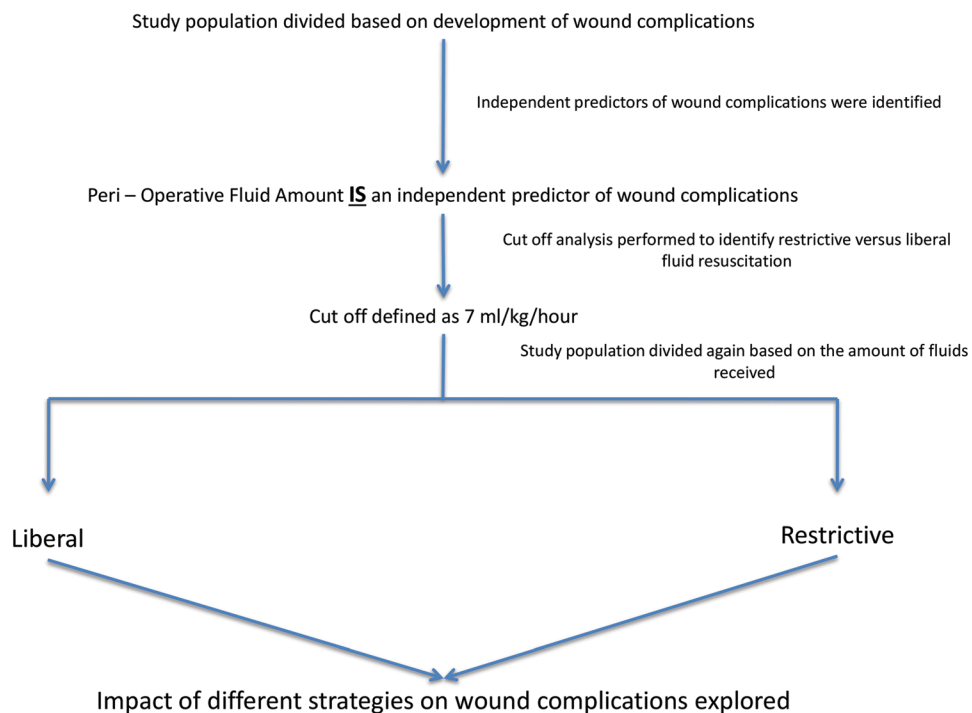 Study population divided based on development of wound complications
Independent predictors of wound complications were identified
Peri – Operative Fluid Amount IS an independent predictor of wound complications
Cut off analysis performed to identify restrictive versus liberal
fluid resuscitation
Cut off defined as 7 ml/kg/hour
Study population divided again based on the amount of fluids
received
Liberal
Restrictive
Impact of different strategies on wound complications explored